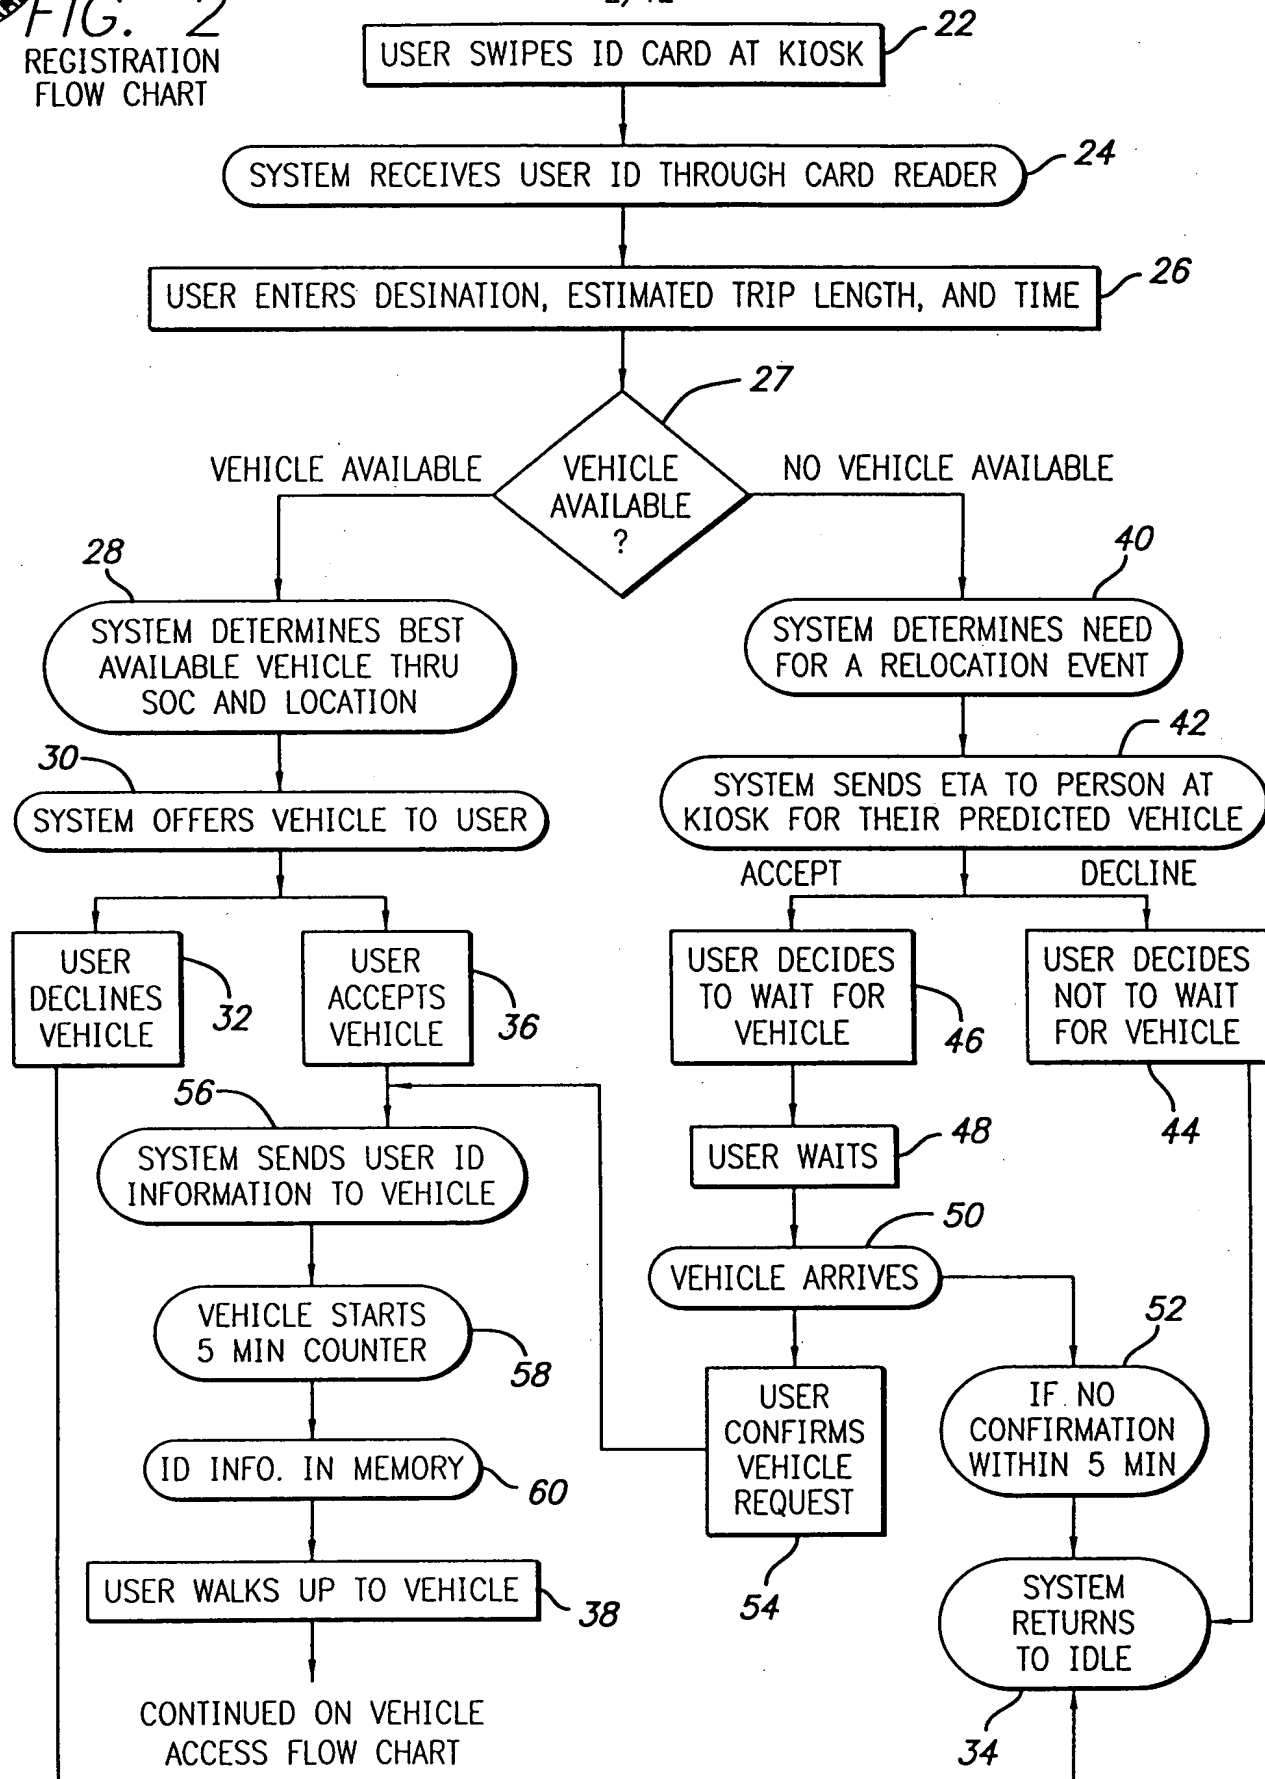 FIG. 2
REGISTRATION
FLOW CHART
USER SWIPES ID CARD AT KIOSK
22
SYSTEM RECEIVES USER ID THROUGH CARD READER
24
USER ENTERS DESINATION, ESTIMATED TRIP LENGTH, AND TIME
26
27
VEHICLE AVAILABLE
VEHICLE
AVAILABLE
?
NO VEHICLE AVAILABLE
28
SYSTEM DETERMINES BEST
AVAILABLE VEHICLE THRU
SOC AND LOCATION
40
SYSTEM DETERMINES NEED
FOR A RELOCATION EVENT
30
SYSTEM OFFERS VEHICLE TO USER
42
SYSTEM SENDS ETA TO PERSON AT
KIOSK FOR THEIR PREDICTED VEHICLE
ACCEPT
DECLINE
USER
DECLINES
VEHICLE
32
USER
ACCEPTS
VEHICLE
36
USER DECIDES
TO WAIT FOR
VEHICLE
46
USER DECIDES
NOT TO WAIT
FOR VEHICLE
44
56
SYSTEM SENDS USER ID
INFORMATION TO VEHICLE
USER WAITS
48
VEHICLE ARRIVES
50
VEHICLE STARTS
5 MIN COUNTER
58
USER
CONFIRMS
VEHICLE
REQUEST
54
52
IF NO
CONFIRMATION
WITHIN 5 MIN
ID INFO. IN MEMORY
60
USER WALKS UP TO VEHICLE
38
SYSTEM
RETURNS
TO IDLE
34
CONTINUED ON VEHICLE
ACCESS FLOW CHART